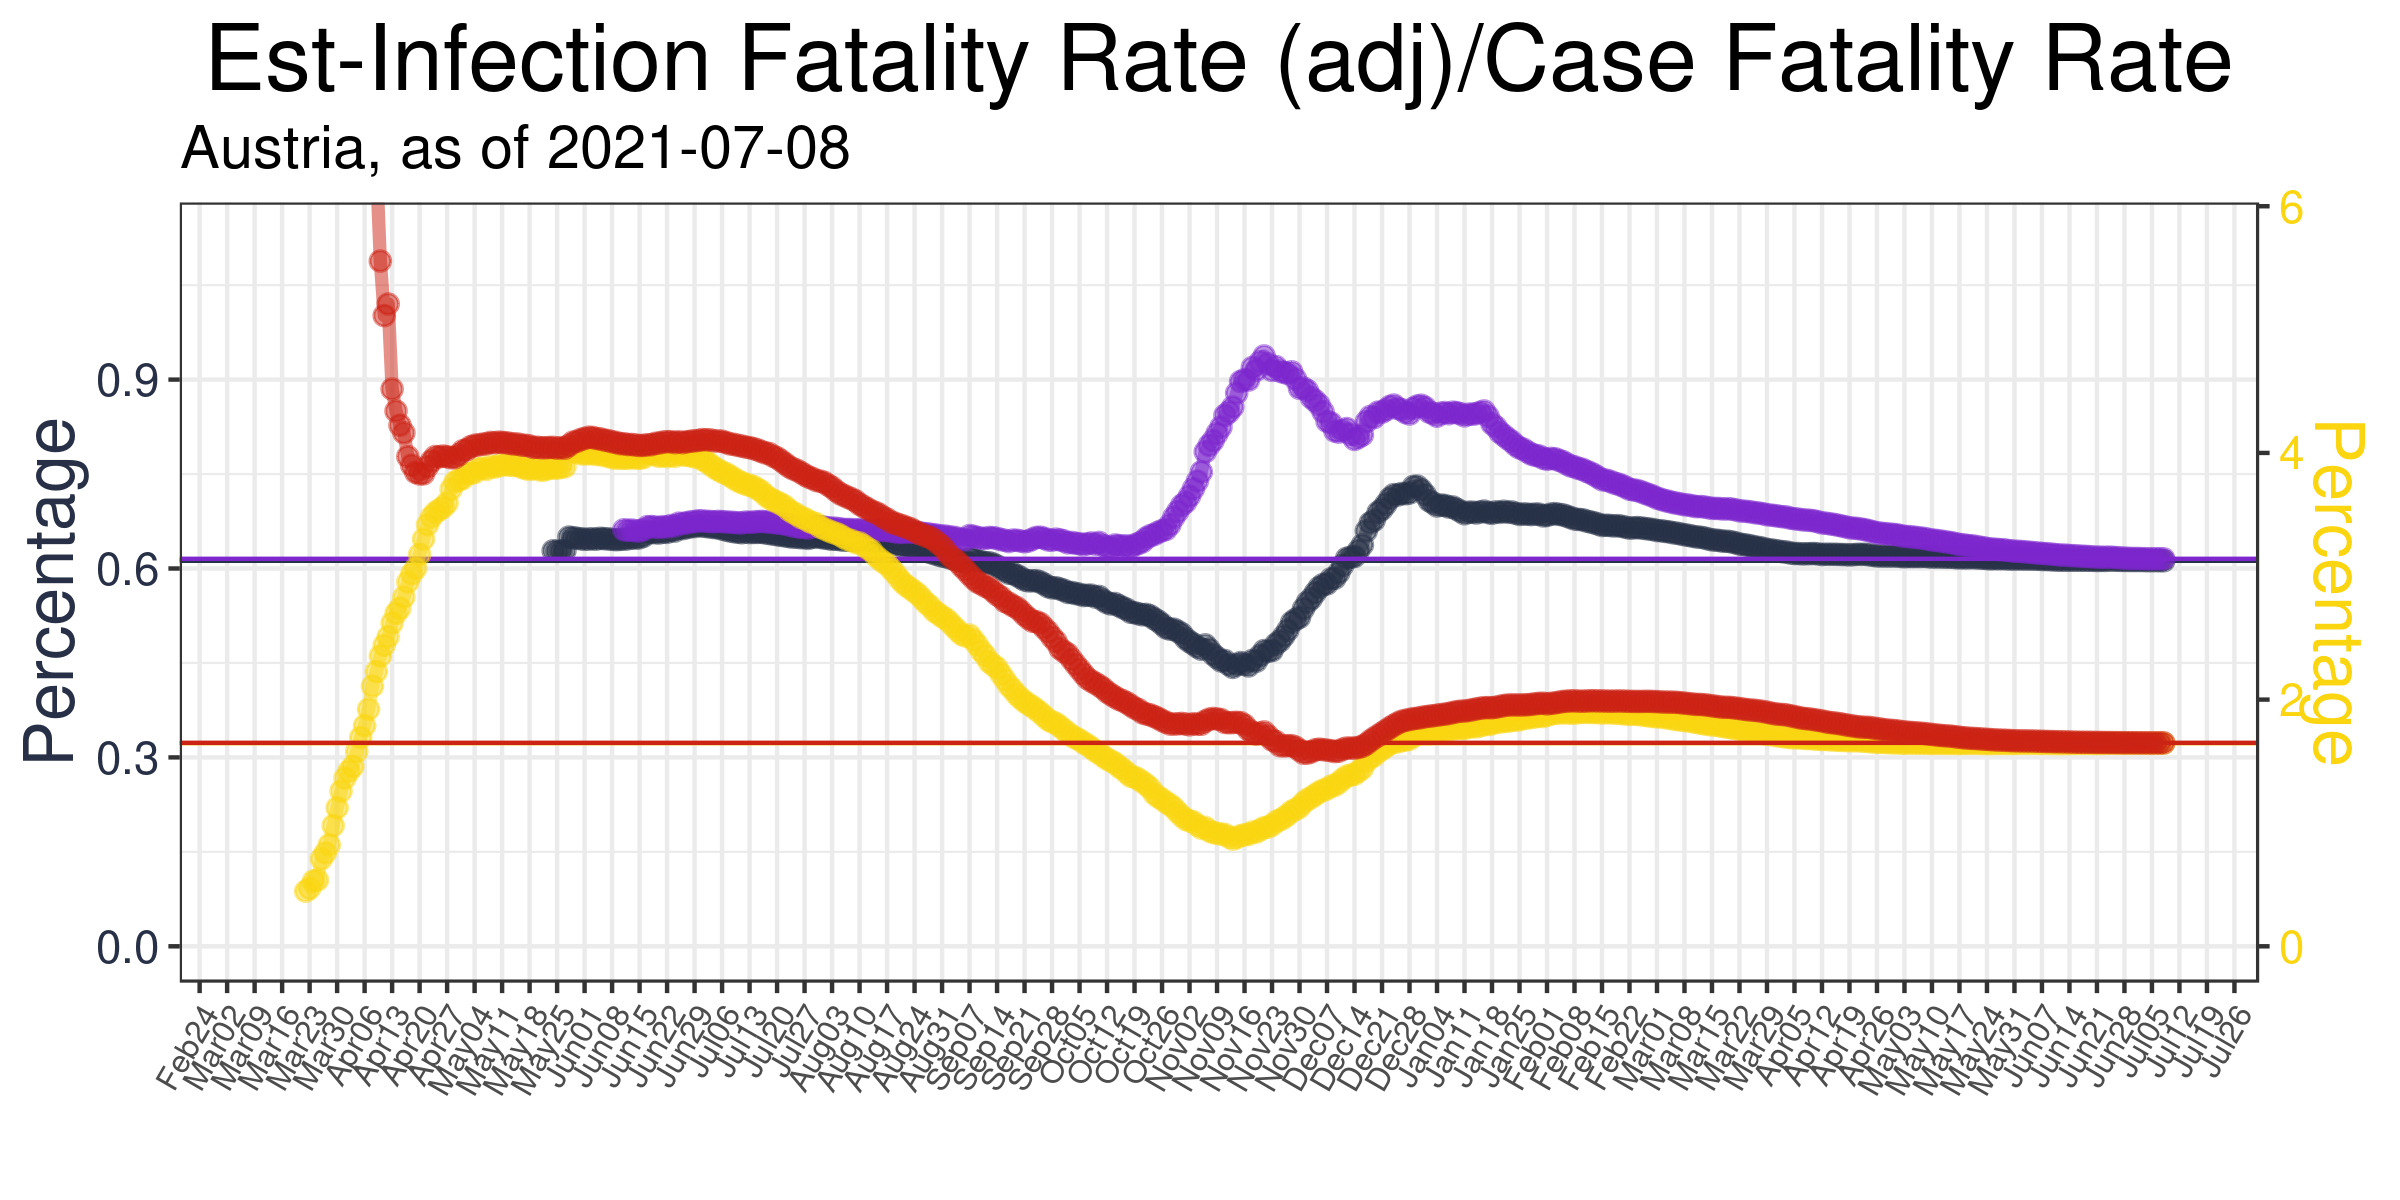 Est-Infection Fatality Rate (adj)/Case Fatality Rate
Austria, as of 2021-07-08
Percentage
0.9
0.6
0.3
0.0
6
4
2
0
Percentage
Feb24
Mar02
Mar09
Mar16
Mar23
Mar30
Apr06
Apr13
Apr20
Apr27
May04
May11
May18
May25
Jun01
Jun08
Jun15
Jun22
Jun29
Jul06
Jul13
Jul20
Jul27
Aug03
Aug10
Aug17
Aug24
Aug31
Sep07
Sep14
Sep21
Sep28
Oct05
Oct12
Oct19
Oct26
Nov02
Nov09
Nov16
Nov23
Nov30
Dec07
Dec14
Dec21
Dec28
Jan04
Jan11
Jan18
Jan25
Feb01
Feb08
Feb15
Feb22
Mar01
Mar08
Mar15
Mar22
Mar29
Apr05
Apr12
Apr19
Apr26
May03
May10
May17
May24
May31
Jun07
Jun14
Jun21
Jun28
Jul05
Jul12
Jul19
Jul26